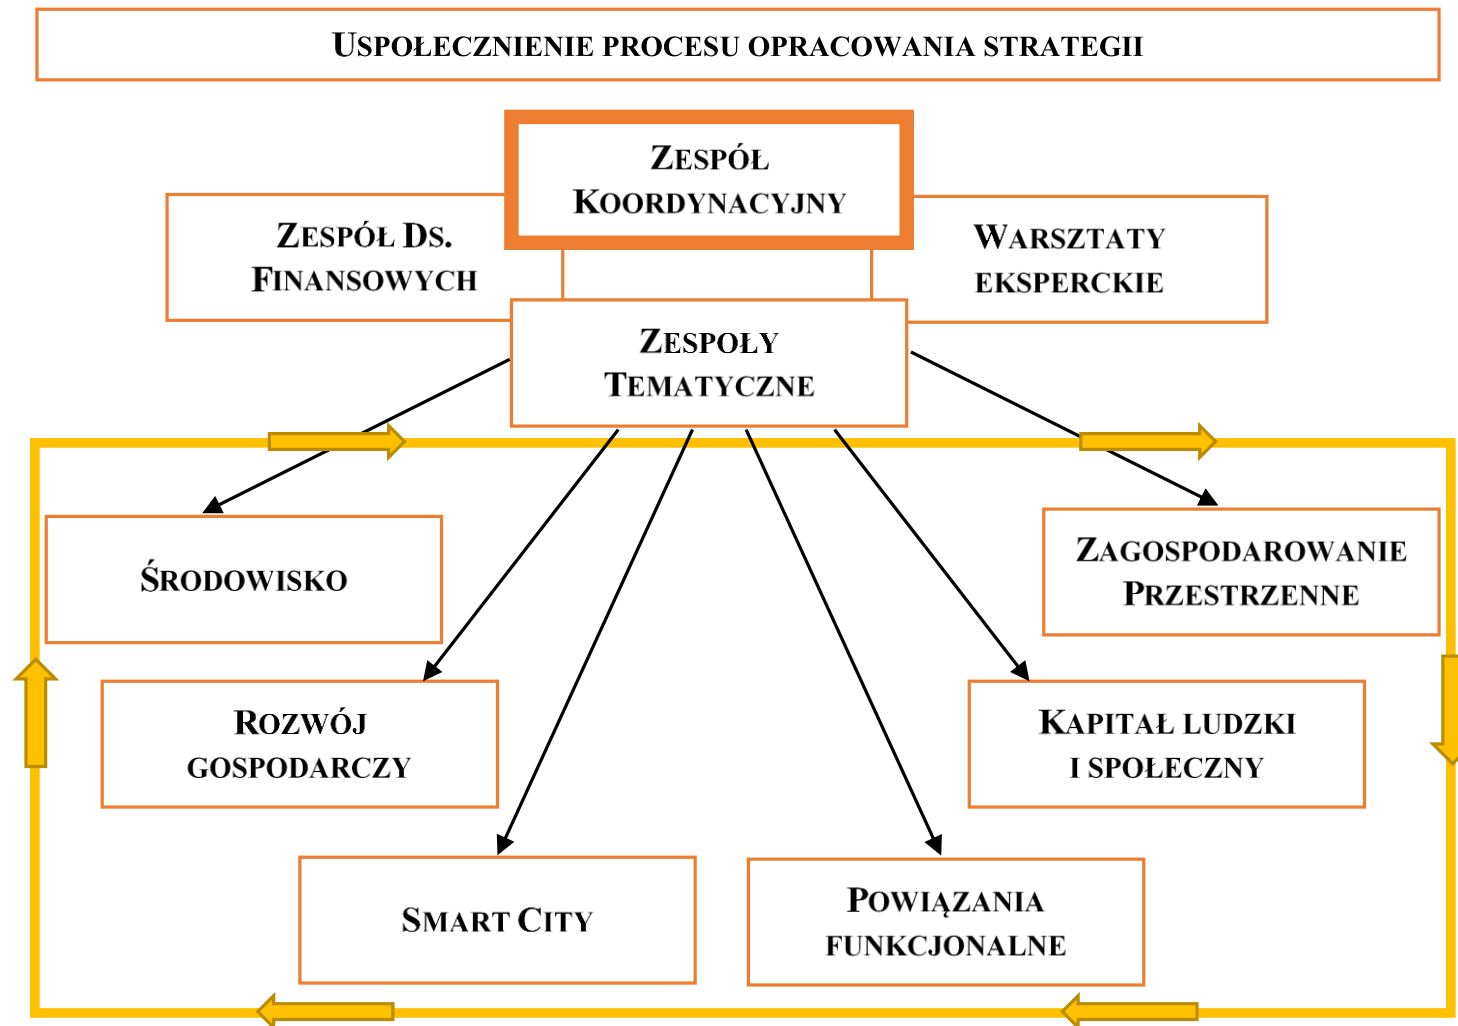 USPOŁECZNIENIE PROCESU OPRACOWANIA STRATEGII
ZESPÓŁ
KOORDYNACYJNY
ZESPÓŁ DS.
FINANSOWYCH
WARSZTATY
EKSPERCKIE
ZESPOŁY
TEMATYCZNE
ŚRODOWISKO
ZAGOSPODAROWANIE
PRZESTRZENNE
ROZWÓJ
GOSPODARCZY
KAPITAŁ LUDZKI
I SPOŁECZNY
SMART CITY
POWIĄZANIA
FUNKCJONALNE